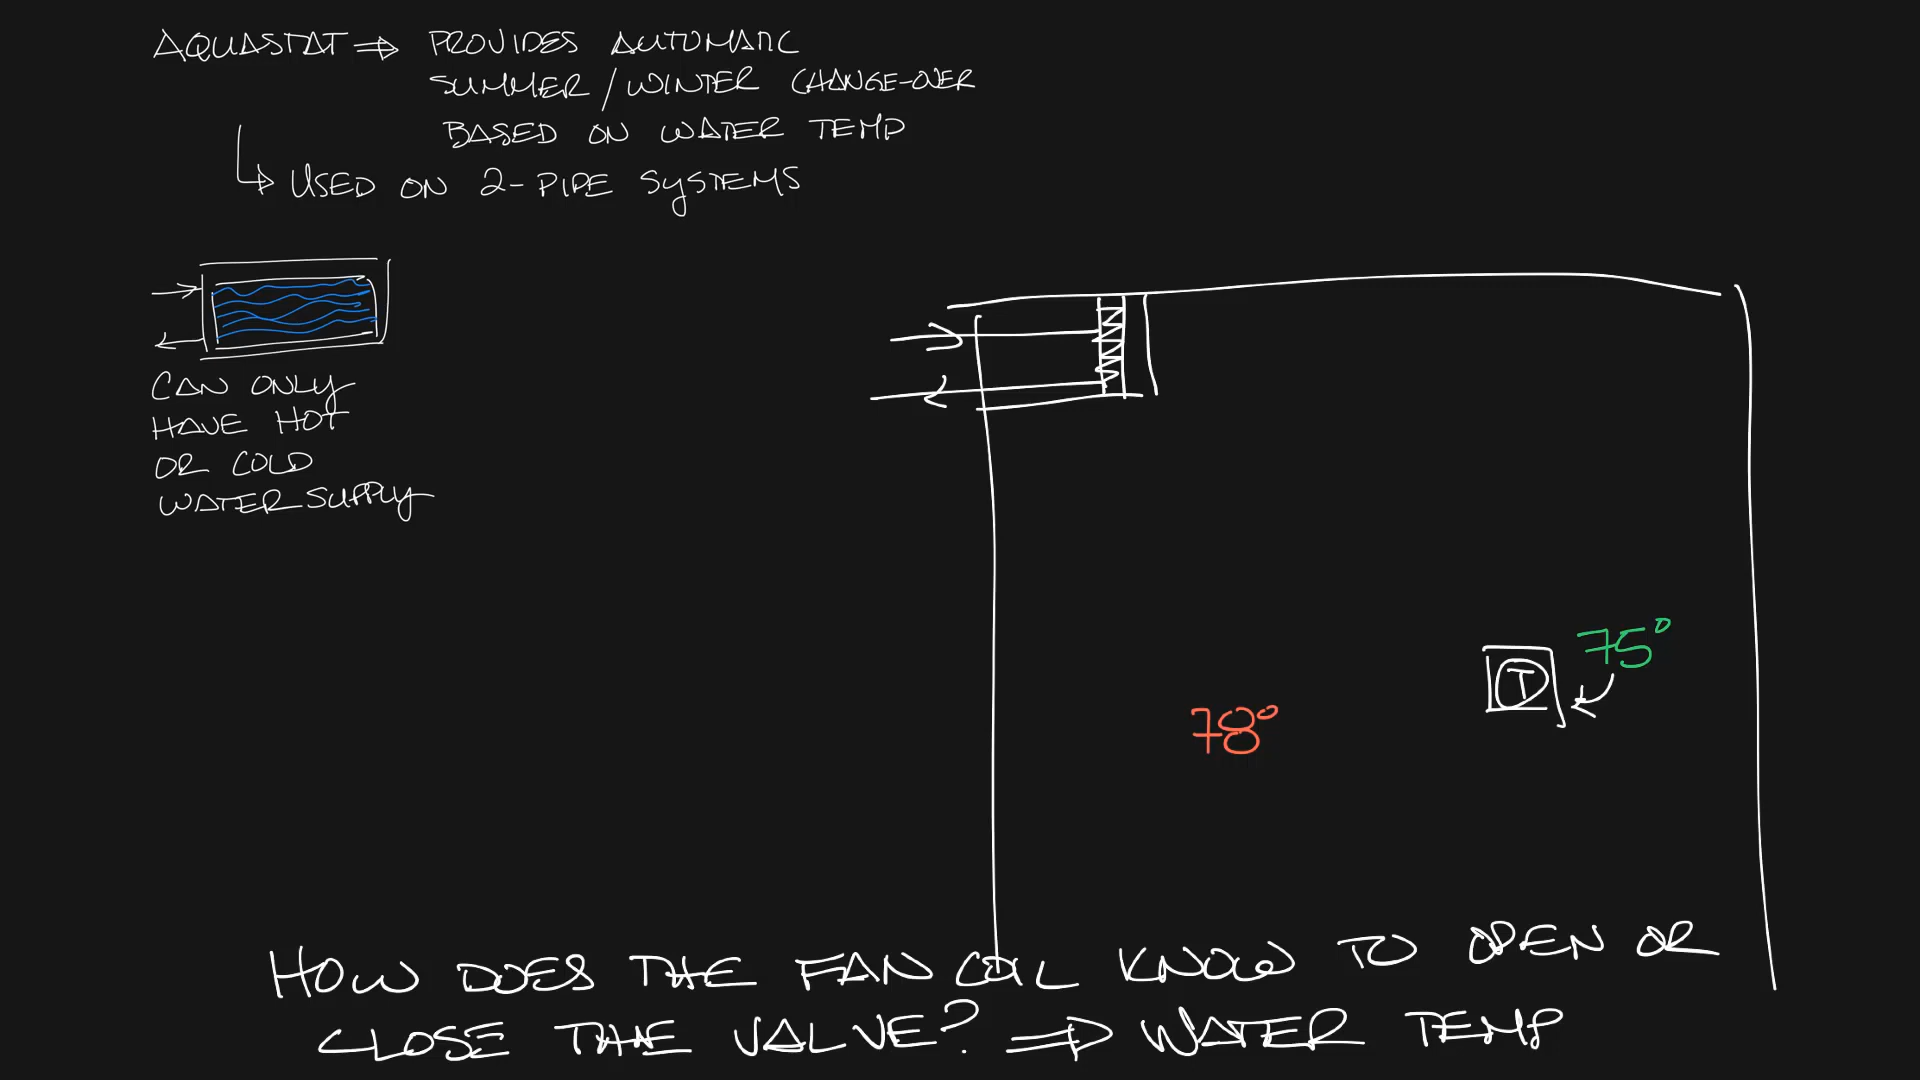 AQUASTAT ⇒ PROVIDES AUTOMATIC
SUMMER / WINTER CHANGE-OVER
BASED ON WATER TEMP
↳ USED ON 2-PIPE SYSTEMS
CAN ONLY
HAVE HOT
OR COLD
WATER SUPPLY
75°
T
78°
HOW DOES THE FAN COIL KNOW TO OPEN OR
CLOSE THE VALVE? ⇒ WATER TEMP